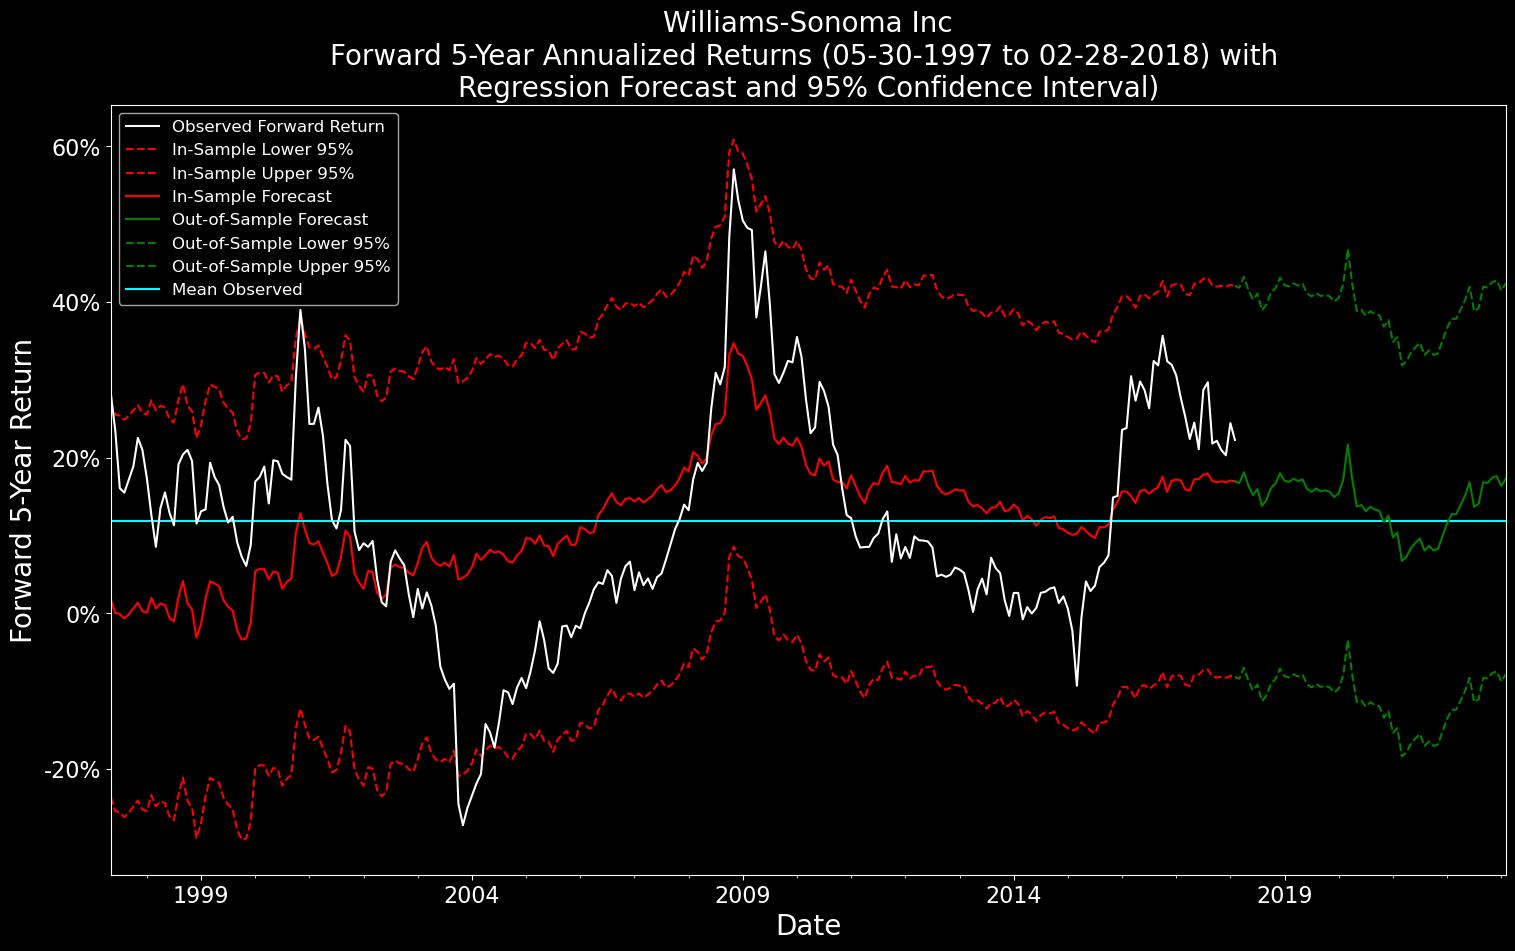 Williams-Sonoma Inc
Forward 5-Year Annualized Returns (05-30-1997 to 02-28-2018) with
Regression Forecast and 95% Confidence Interval)
Observed Forward Return
In-Sample Lower 95%
In-Sample Upper 95%
In-Sample Forecast
Out-of-Sample Forecast
Out-of-Sample Lower 95%
Out-of-Sample Upper 95%
Mean Observed
60%
40%
20%
0%
-20%
Forward 5-Year Return
1999
2004
2009
2014
2019
Date